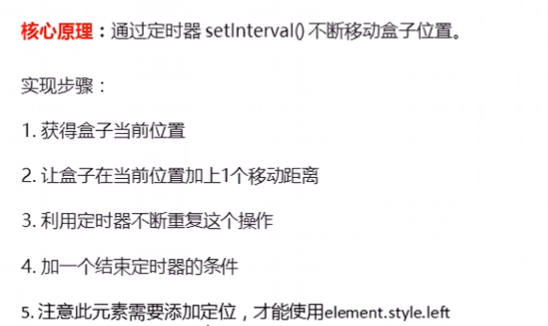 核心原理：通过定时器 setInterval() 不断移动盒子位置。
实现步骤：
1. 获得盒子当前位置
2. 让盒子在当前位置加上1个移动距离
3. 利用定时器不断重复这个操作
4. 加一个结束定时器的条件
5. 注意此元素需要添加定位，才能使用element.style.left